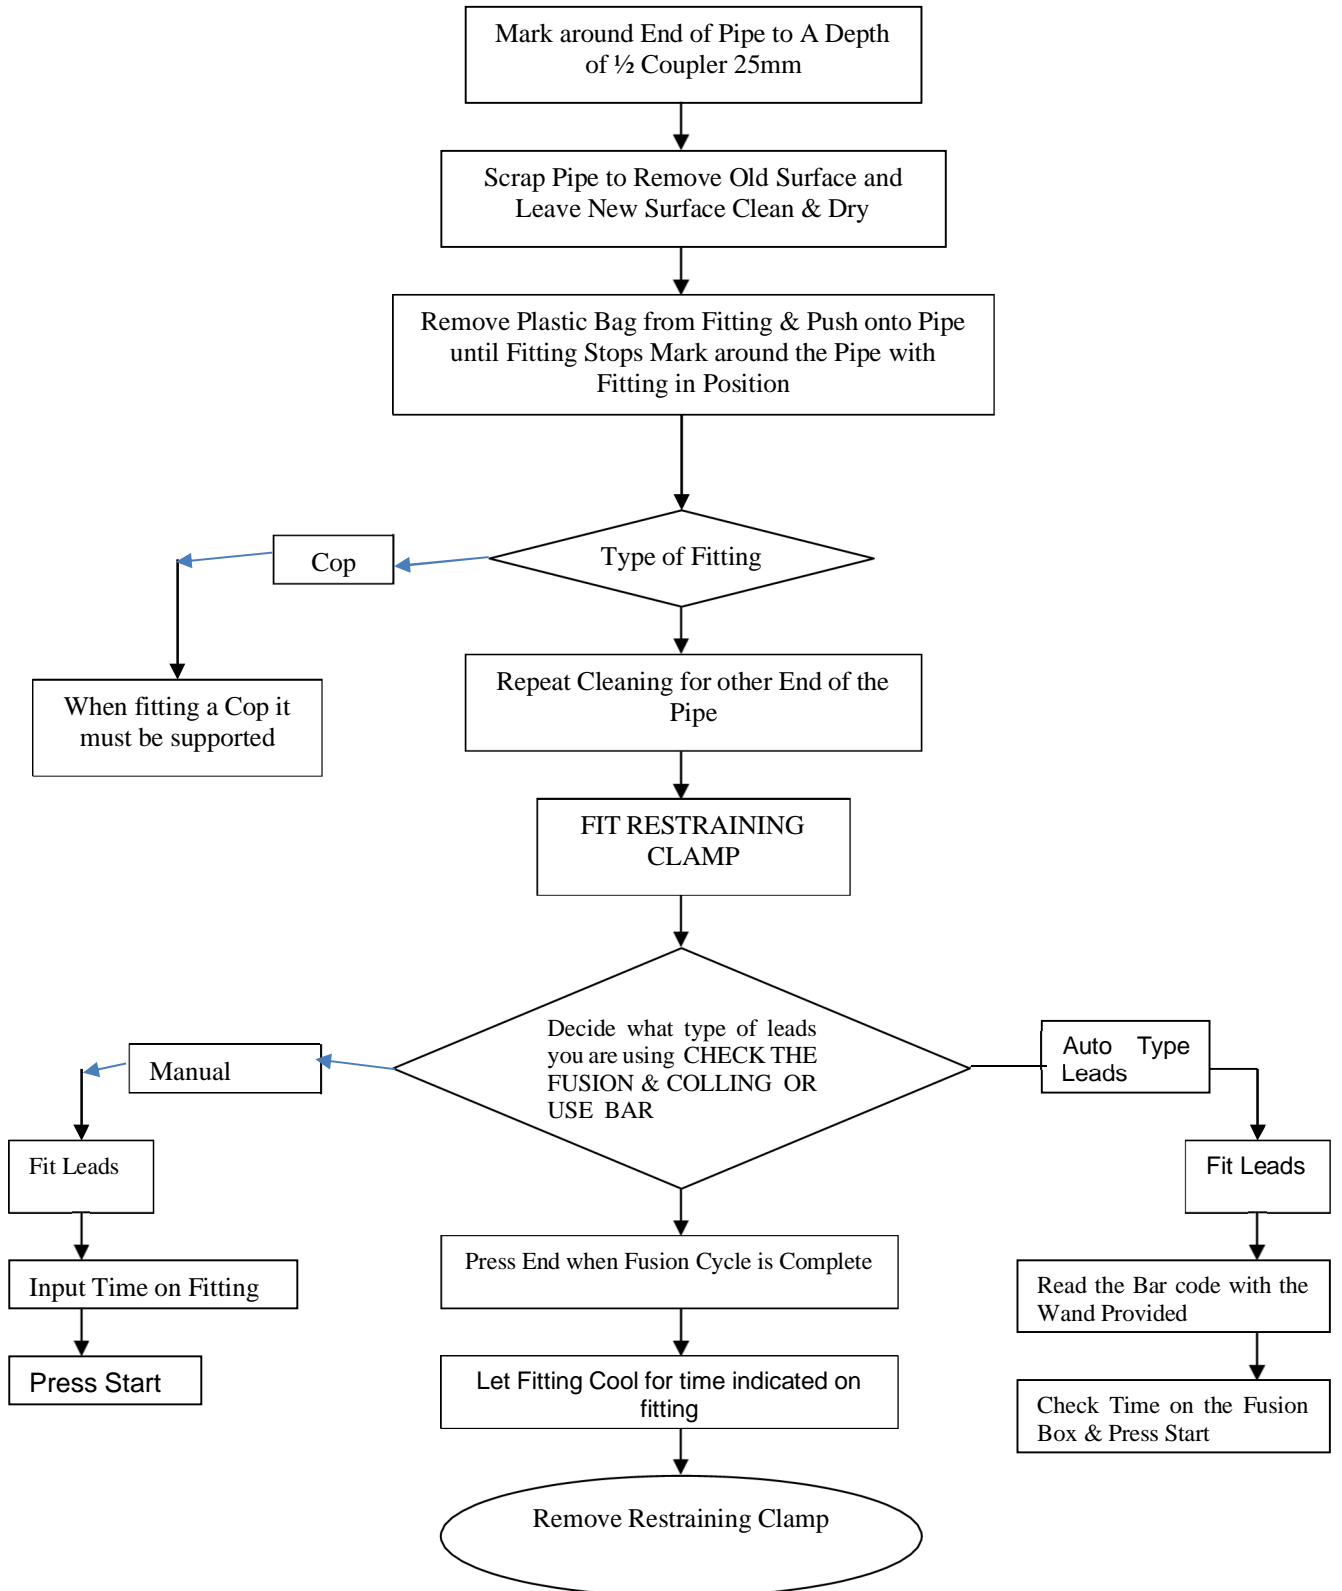 Mark around End of Pipe to A Depth
of ½ Coupler 25mm
Scrap Pipe to Remove Old Surface and
Leave New Surface Clean & Dry
Remove Plastic Bag from Fitting & Push onto Pipe
until Fitting Stops Mark around the Pipe with
Fitting in Position
Type of Fitting
Cop
When fitting a Cop it
must be supported
Repeat Cleaning for other End of the
Pipe
FIT RESTRAINING
CLAMP
Decide what type of leads
you are using CHECK THE
FUSION & COLLING OR
USE BAR
Manual
Fit Leads
Input Time on Fitting
Press Start
Auto Type
Leads
Fit Leads
Read the Bar code with the
Wand Provided
Check Time on the Fusion
Box & Press Start
Press End when Fusion Cycle is Complete
Let Fitting Cool for time indicated on
fitting
Remove Restraining Clamp